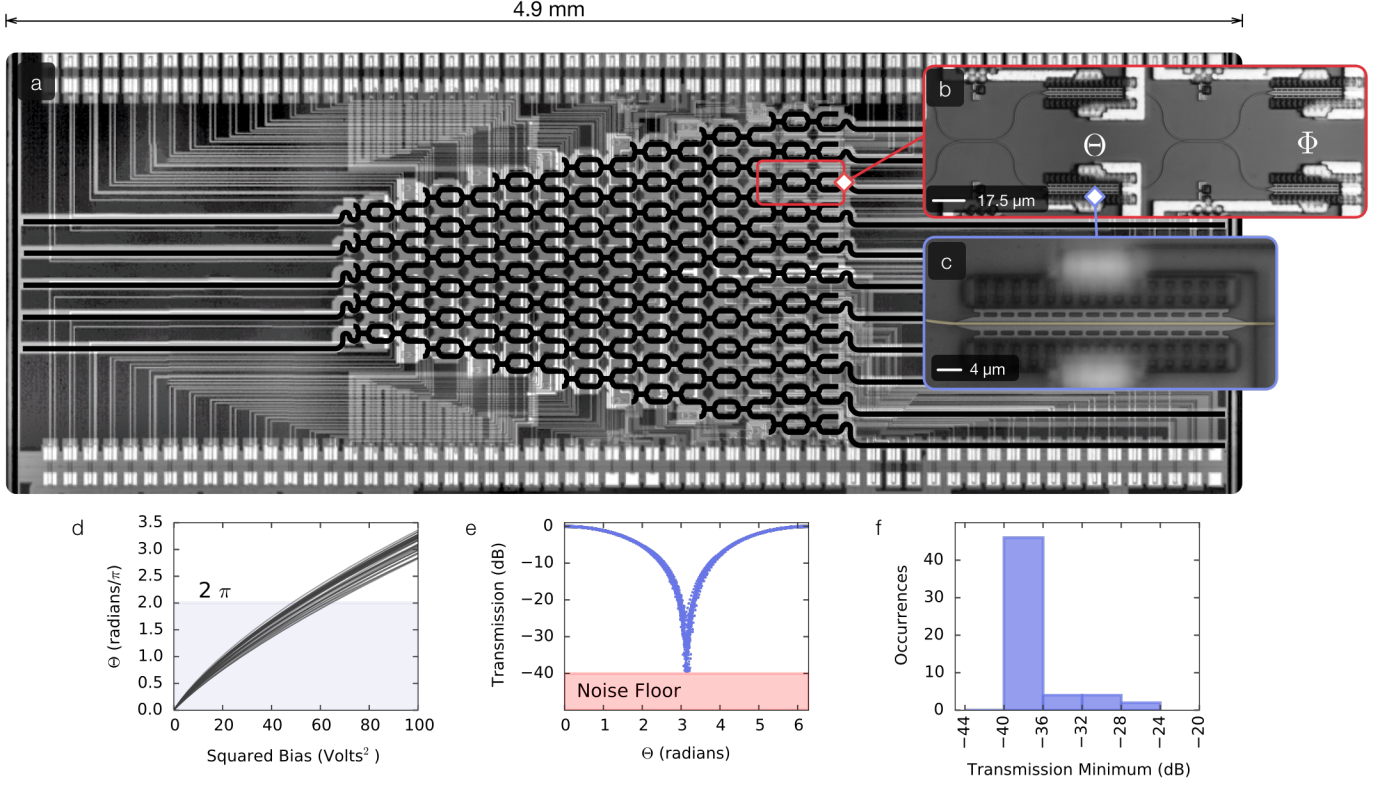 4.9 mm
a
b
Θ
Φ
17.5 µm
c
4 µm
d
3.5
3.0
2.5
2.0
1.5
1.0
0.5
0.0
Θ (radians/π)
2 π
0
20
40
60
80
100
Squared Bias (Volts²)
e
0
−10
−20
−30
−40
Transmission (dB)
Noise Floor
0
1
2
3
4
5
6
Θ (radians)
f
40
30
20
10
0
Occurrences
−44
−40
−36
−32
−28
−24
−20
Transmission Minimum (dB)